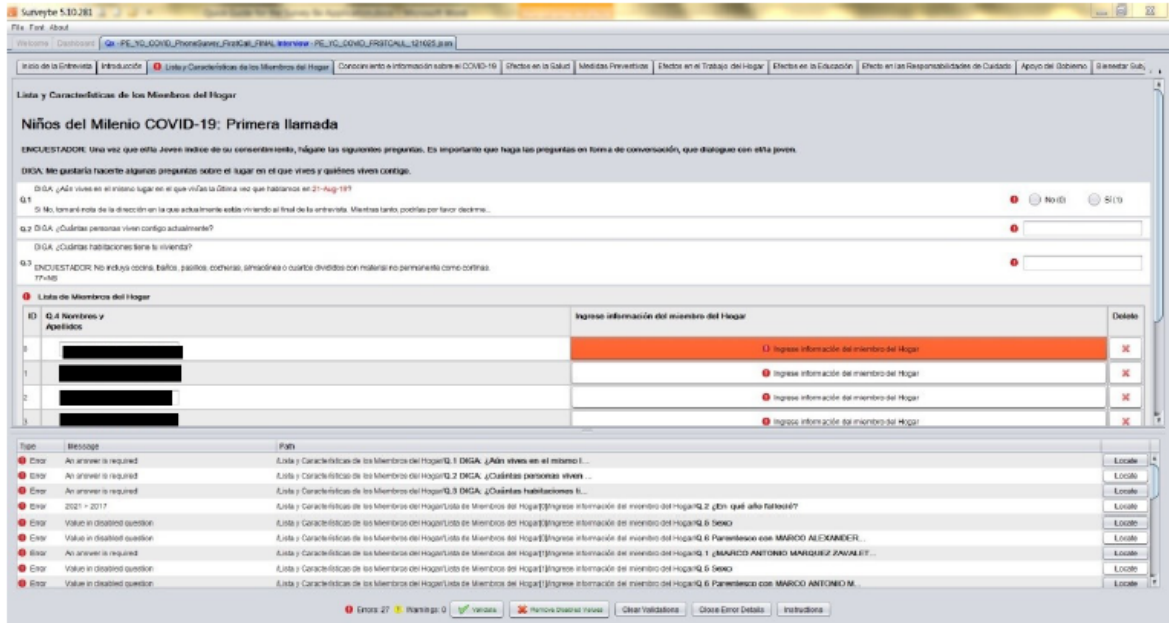 Surveybe 5.10.281
File Font About
Welcome Dashboard Qx - PE_YC_COVID_PhoneSurvey_FirstCall_FINAL Interview - PE_YC_COVID_FRSTCALL_121025.json
Inicio de la Entrevista Introducción Lista y Características de los Miembros del Hogar Conocimiento e Información sobre el COVID-19 Efectos en la Salud Medidas Preventivas Efectos en el Trabajo del Hogar Efectos en la Educación Efecto en las Responsabilidades de Cuidado Apoyo del Gobierno Bienestar Sub
Lista y Características de los Miembros del Hogar
Niños del Milenio COVID-19: Primera llamada
ENCUESTADOR: Una vez que el/la Joven indice de su consentimiento, hágale las siguientes preguntas. Es importante que haga las preguntas en forma de conversación, que dialogue con el/la joven.
DIGA: Me gustaría hacerte algunas preguntas sobre el lugar en el que vives y quiénes viven contigo.
DIGA: ¿Aún vives en el mismo lugar en el que vivías la última vez que hablamos en 21-Aug-18?
Q.1 No (0) Sí (1)
Si No, tomaré nota de la dirección en la que actualmente estás viviendo al final de la entrevista. Mientras tanto, podrías por favor decirme...
Q.2 DIGA: ¿Cuántas personas viven contigo actualmente?
DIGA: ¿Cuántas habitaciones tiene tu vivienda?
Q.3 ENCUESTADOR: No incluya cocina, baños, pasillos, cocheras, almacénes o cuartos divididos con material no permanente como cortinas.
77=NS
Lista de Miembros del Hogar
ID Q.4 Nombres y Apellidos Ingrese información del miembro del Hogar Delete
0 Ingrese información del miembro del Hogar
1 Ingrese información del miembro del Hogar
2 Ingrese información del miembro del Hogar
3 Ingrese información del miembro del Hogar
Type Message Path
Error An answer is required /Lista y Características de los Miembros del Hogar/Q.1 DIGA: ¿Aún vives en el mismo l... Locate
Error An answer is required /Lista y Características de los Miembros del Hogar/Q.2 DIGA: ¿Cuántas personas viven ... Locate
Error An answer is required /Lista y Características de los Miembros del Hogar/Q.3 DIGA: ¿Cuántas habitaciones ti... Locate
Error 2021 > 2017 /Lista y Características de los Miembros del Hogar/Lista de Miembros del Hogar[0]/Ingrese información del miembro del Hogar/Q.2 ¿En qué año falleció? Locate
Error Value in disabled question /Lista y Características de los Miembros del Hogar/Lista de Miembros del Hogar[0]/Ingrese información del miembro del Hogar/Q.5 Sexo Locate
Error Value in disabled question /Lista y Características de los Miembros del Hogar/Lista de Miembros del Hogar[0]/Ingrese información del miembro del Hogar/Q.6 Parentesco con MARCO ALEXANDER... Locate
Error An answer is required /Lista y Características de los Miembros del Hogar/Lista de Miembros del Hogar[1]/Ingrese información del miembro del Hogar/Q.1 ¿MARCO ANTONIO MARQUEZ ZAVALET... Locate
Error Value in disabled question /Lista y Características de los Miembros del Hogar/Lista de Miembros del Hogar[1]/Ingrese información del miembro del Hogar/Q.5 Sexo Locate
Error Value in disabled question /Lista y Características de los Miembros del Hogar/Lista de Miembros del Hogar[1]/Ingrese información del miembro del Hogar/Q.6 Parentesco con MARCO ANTONIO M... Locate
Errors: 27 Warnings: 0 Validate Remove Disabled Values Clear Validations Close Error Details Instructions